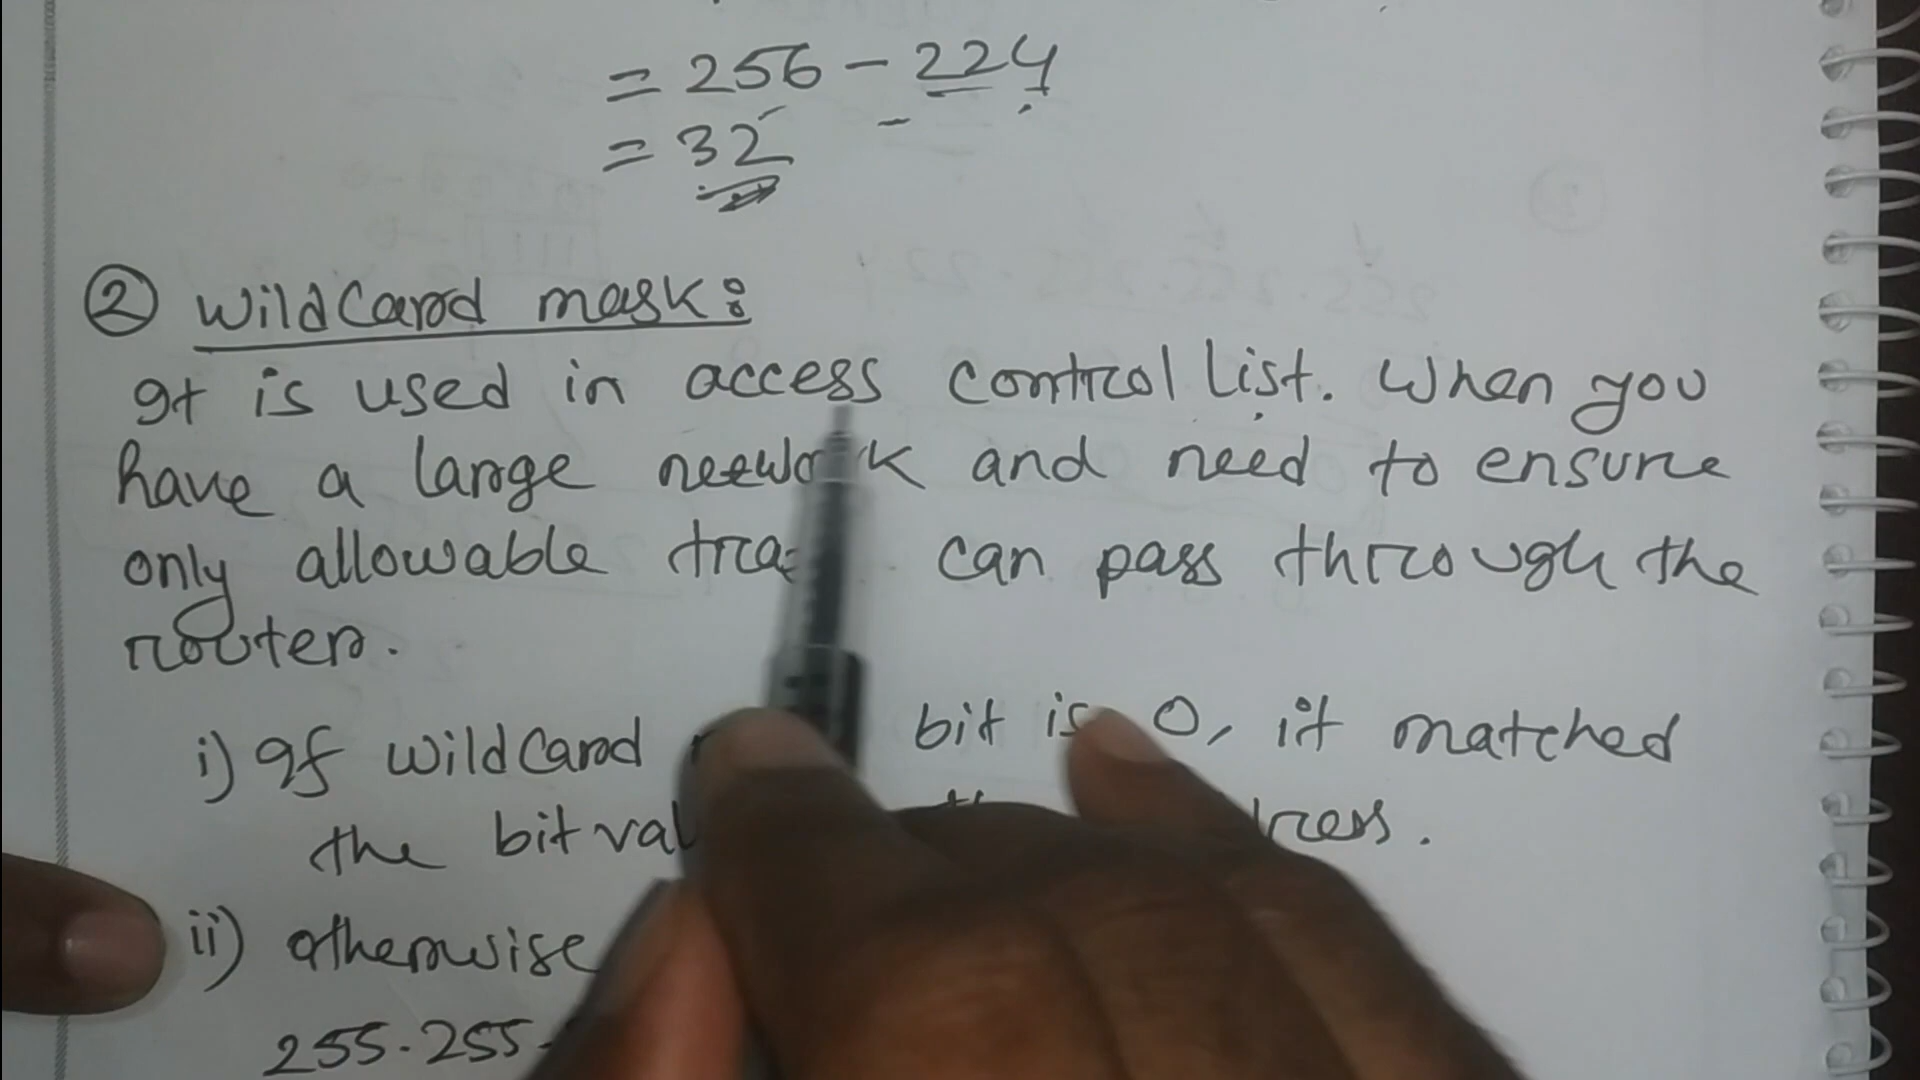 = 256 - 224
= 32
② Wildcard mask:
It is used in access control list. When you
have a large network and need to ensure
only allowable can pass through the
router.
i) If wildcard bit is 0, it matched
the bit
ii) otherwise
255.255.